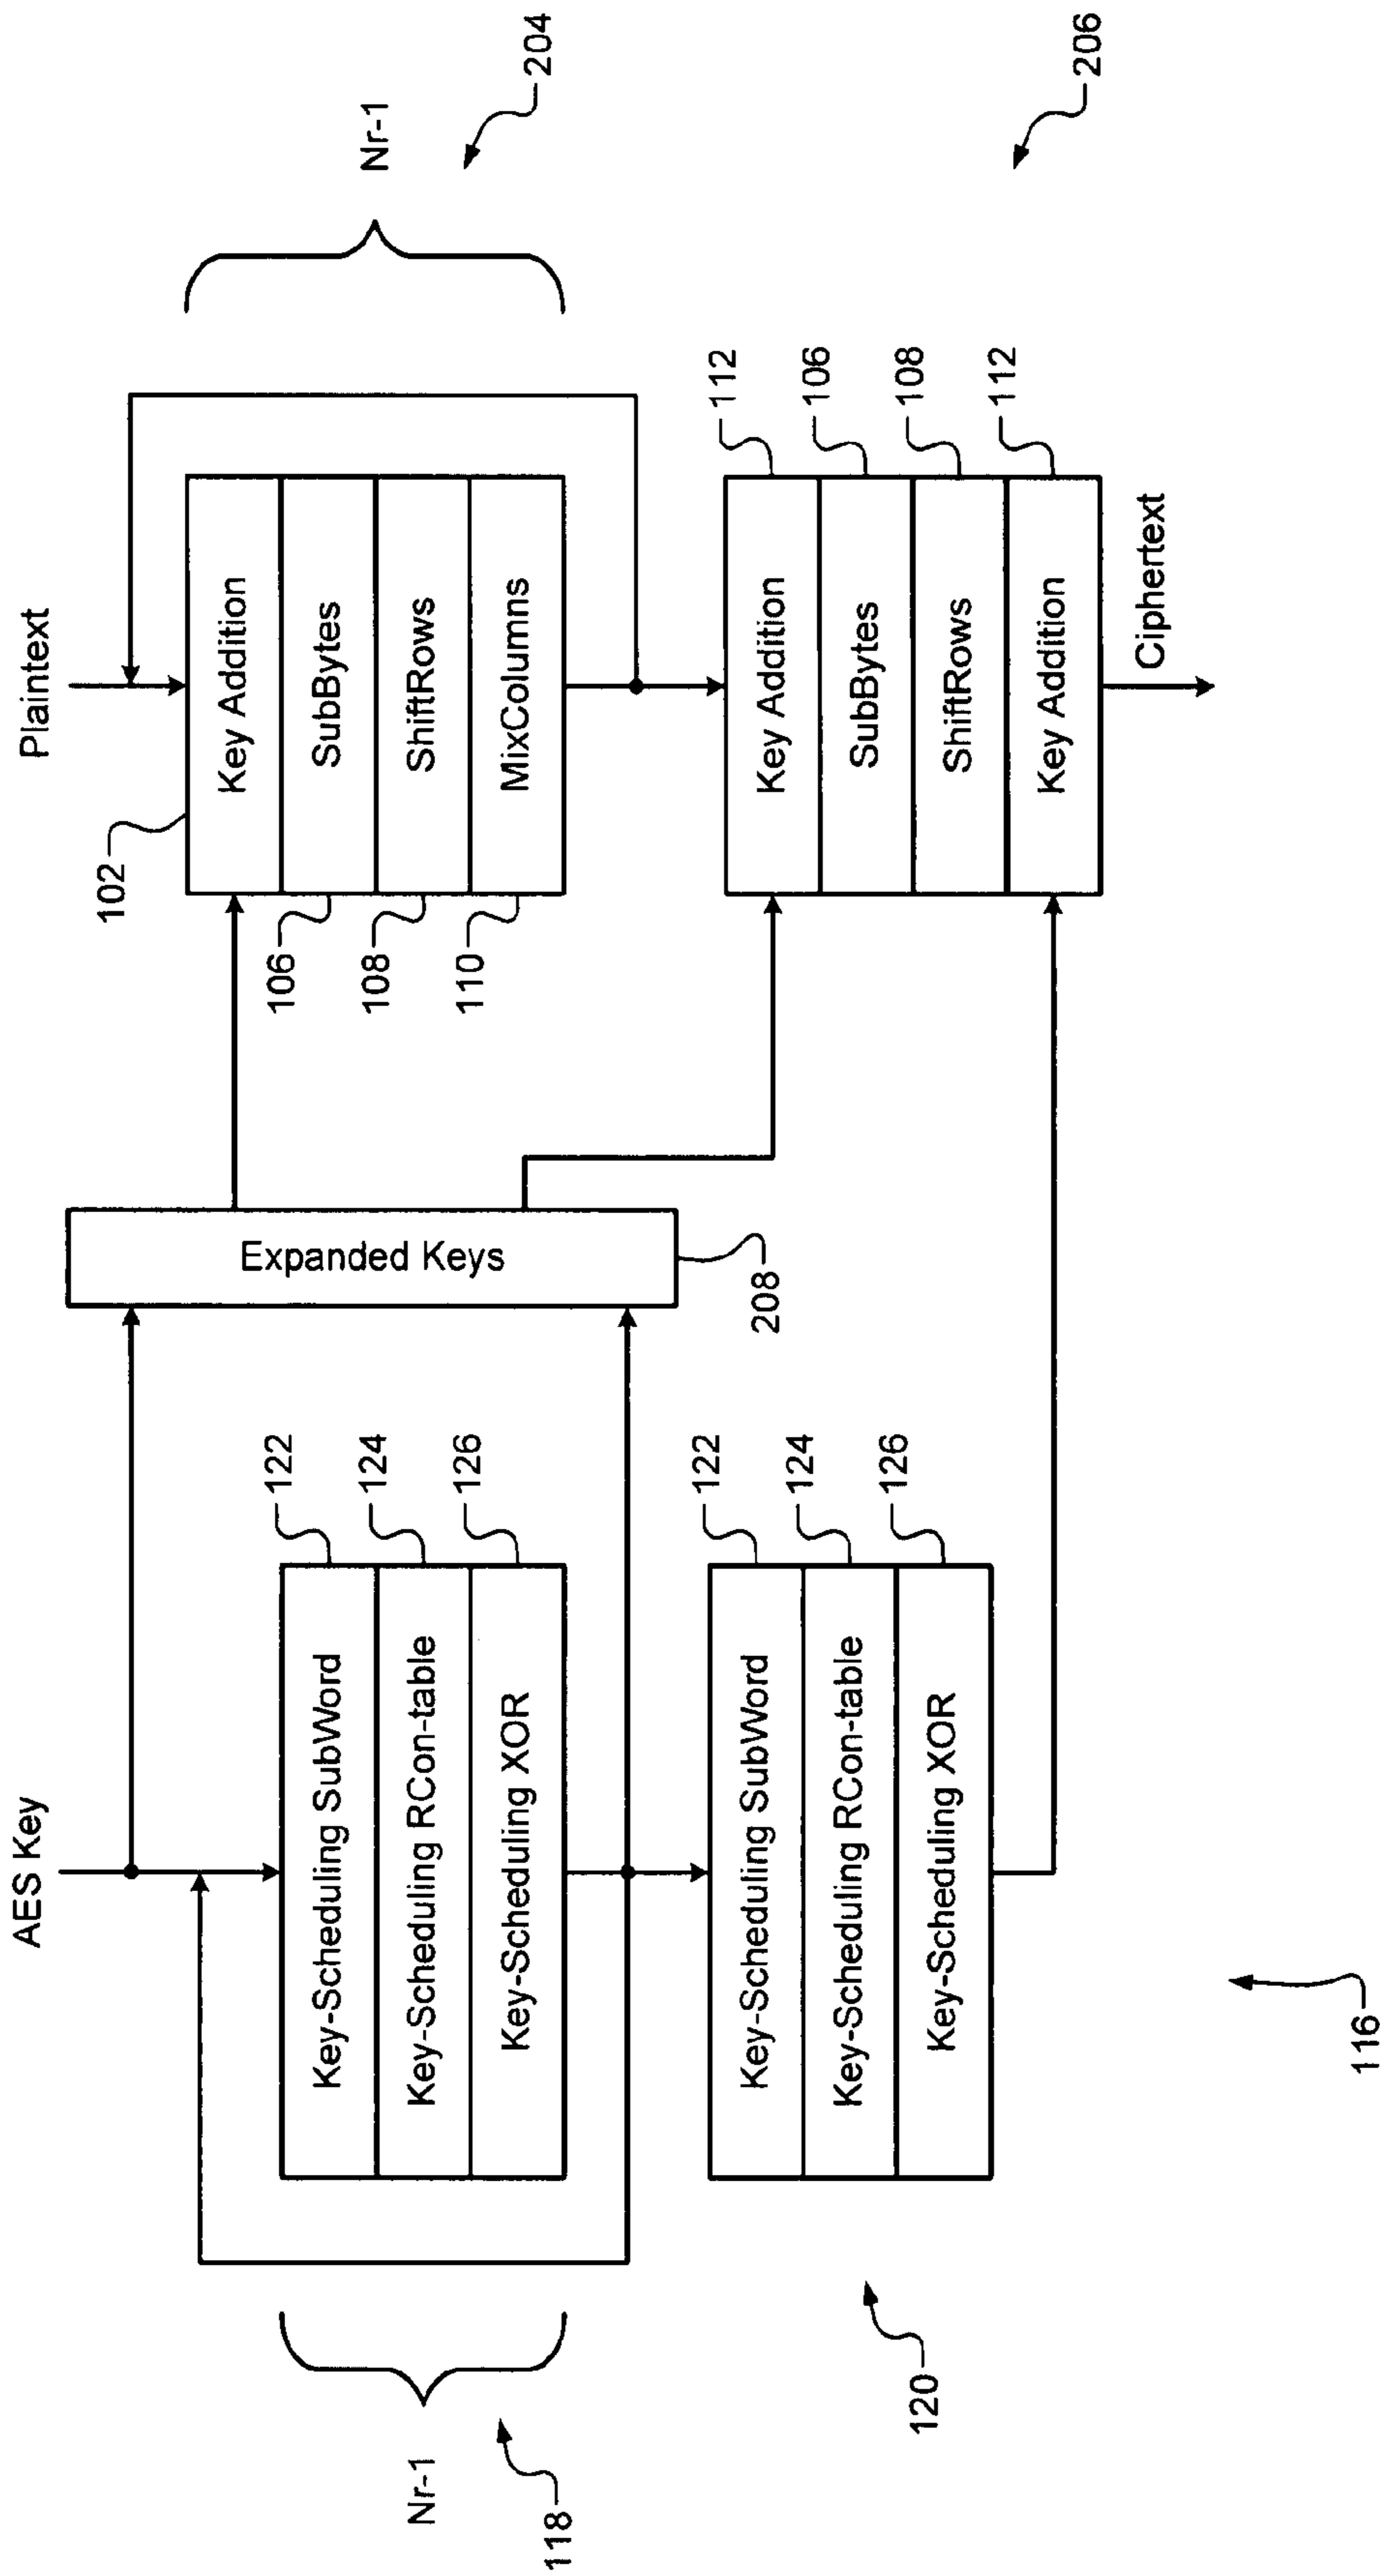 AES Key
Plaintext
Nr-1
118
Key-Scheduling SubWord
122
Key-Scheduling RCon-table
124
Key-Scheduling XOR
126
Expanded Keys
208
102
Key Addition
106
SubBytes
108
ShiftRows
110
MixColumns
Nr-1
204
120
Key-Scheduling SubWord
122
Key-Scheduling RCon-table
124
Key-Scheduling XOR
126
Key Addition
112
SubBytes
106
ShiftRows
108
Key Addition
112
Ciphertext
206
116